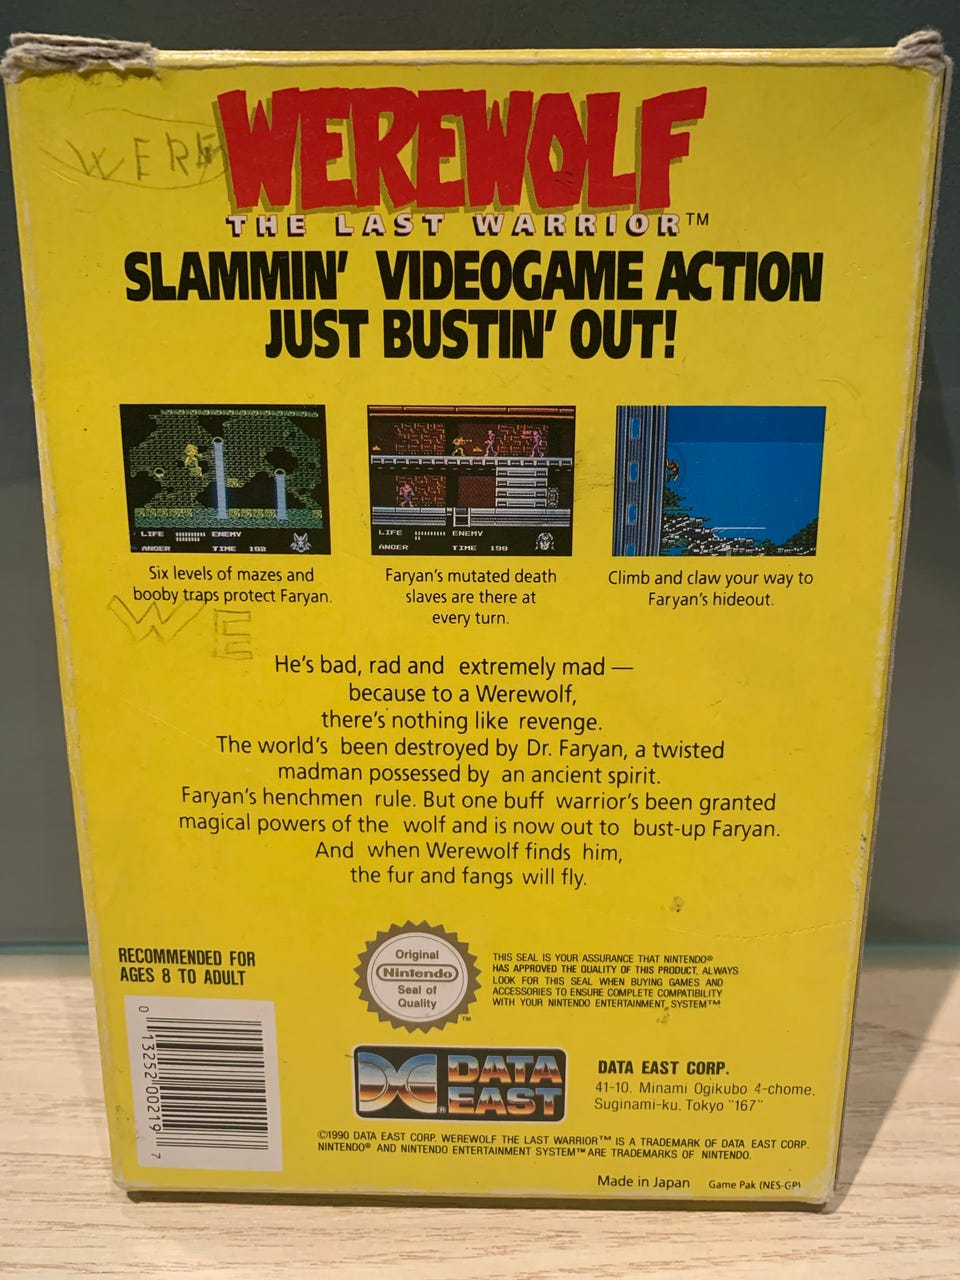 WERE
WEREWOLF
THE LAST WARRIOR™
SLAMMIN' VIDEOGAME ACTION
JUST BUSTIN' OUT!
LIFE ENEMY
ANGER TIME 192
LIFE ENEMY
ANGER TIME 199
Six levels of mazes and
booby traps protect Faryan.
Faryan's mutated death
slaves are there at
every turn.
Climb and claw your way to
Faryan's hideout.
WE
He's bad, rad and extremely mad —
because to a Werewolf,
there's nothing like revenge.
The world's been destroyed by Dr. Faryan, a twisted
madman possessed by an ancient spirit.
Faryan's henchmen rule. But one buff warrior's been granted
magical powers of the wolf and is now out to bust-up Faryan.
And when Werewolf finds him,
the fur and fangs will fly.
RECOMMENDED FOR
AGES 8 TO ADULT
Original
Nintendo
Seal of
Quality
TM
THIS SEAL IS YOUR ASSURANCE THAT NINTENDO®
HAS APPROVED THE QUALITY OF THIS PRODUCT. ALWAYS
LOOK FOR THIS SEAL WHEN BUYING GAMES AND
ACCESSORIES TO ENSURE COMPLETE COMPATIBILITY
WITH YOUR NINTENDO ENTERTAINMENT SYSTEM™
0 13252 00219 7
DATA
EAST
®
DATA EAST CORP.
41-10. Minami Ogikubo 4-chome.
Suginami-ku. Tokyo "167"
©1990 DATA EAST CORP. WEREWOLF THE LAST WARRIOR™ IS A TRADEMARK OF DATA EAST CORP.
NINTENDO® AND NINTENDO ENTERTAINMENT SYSTEM™ ARE TRADEMARKS OF NINTENDO.
Made in Japan Game Pak (NES-GP)